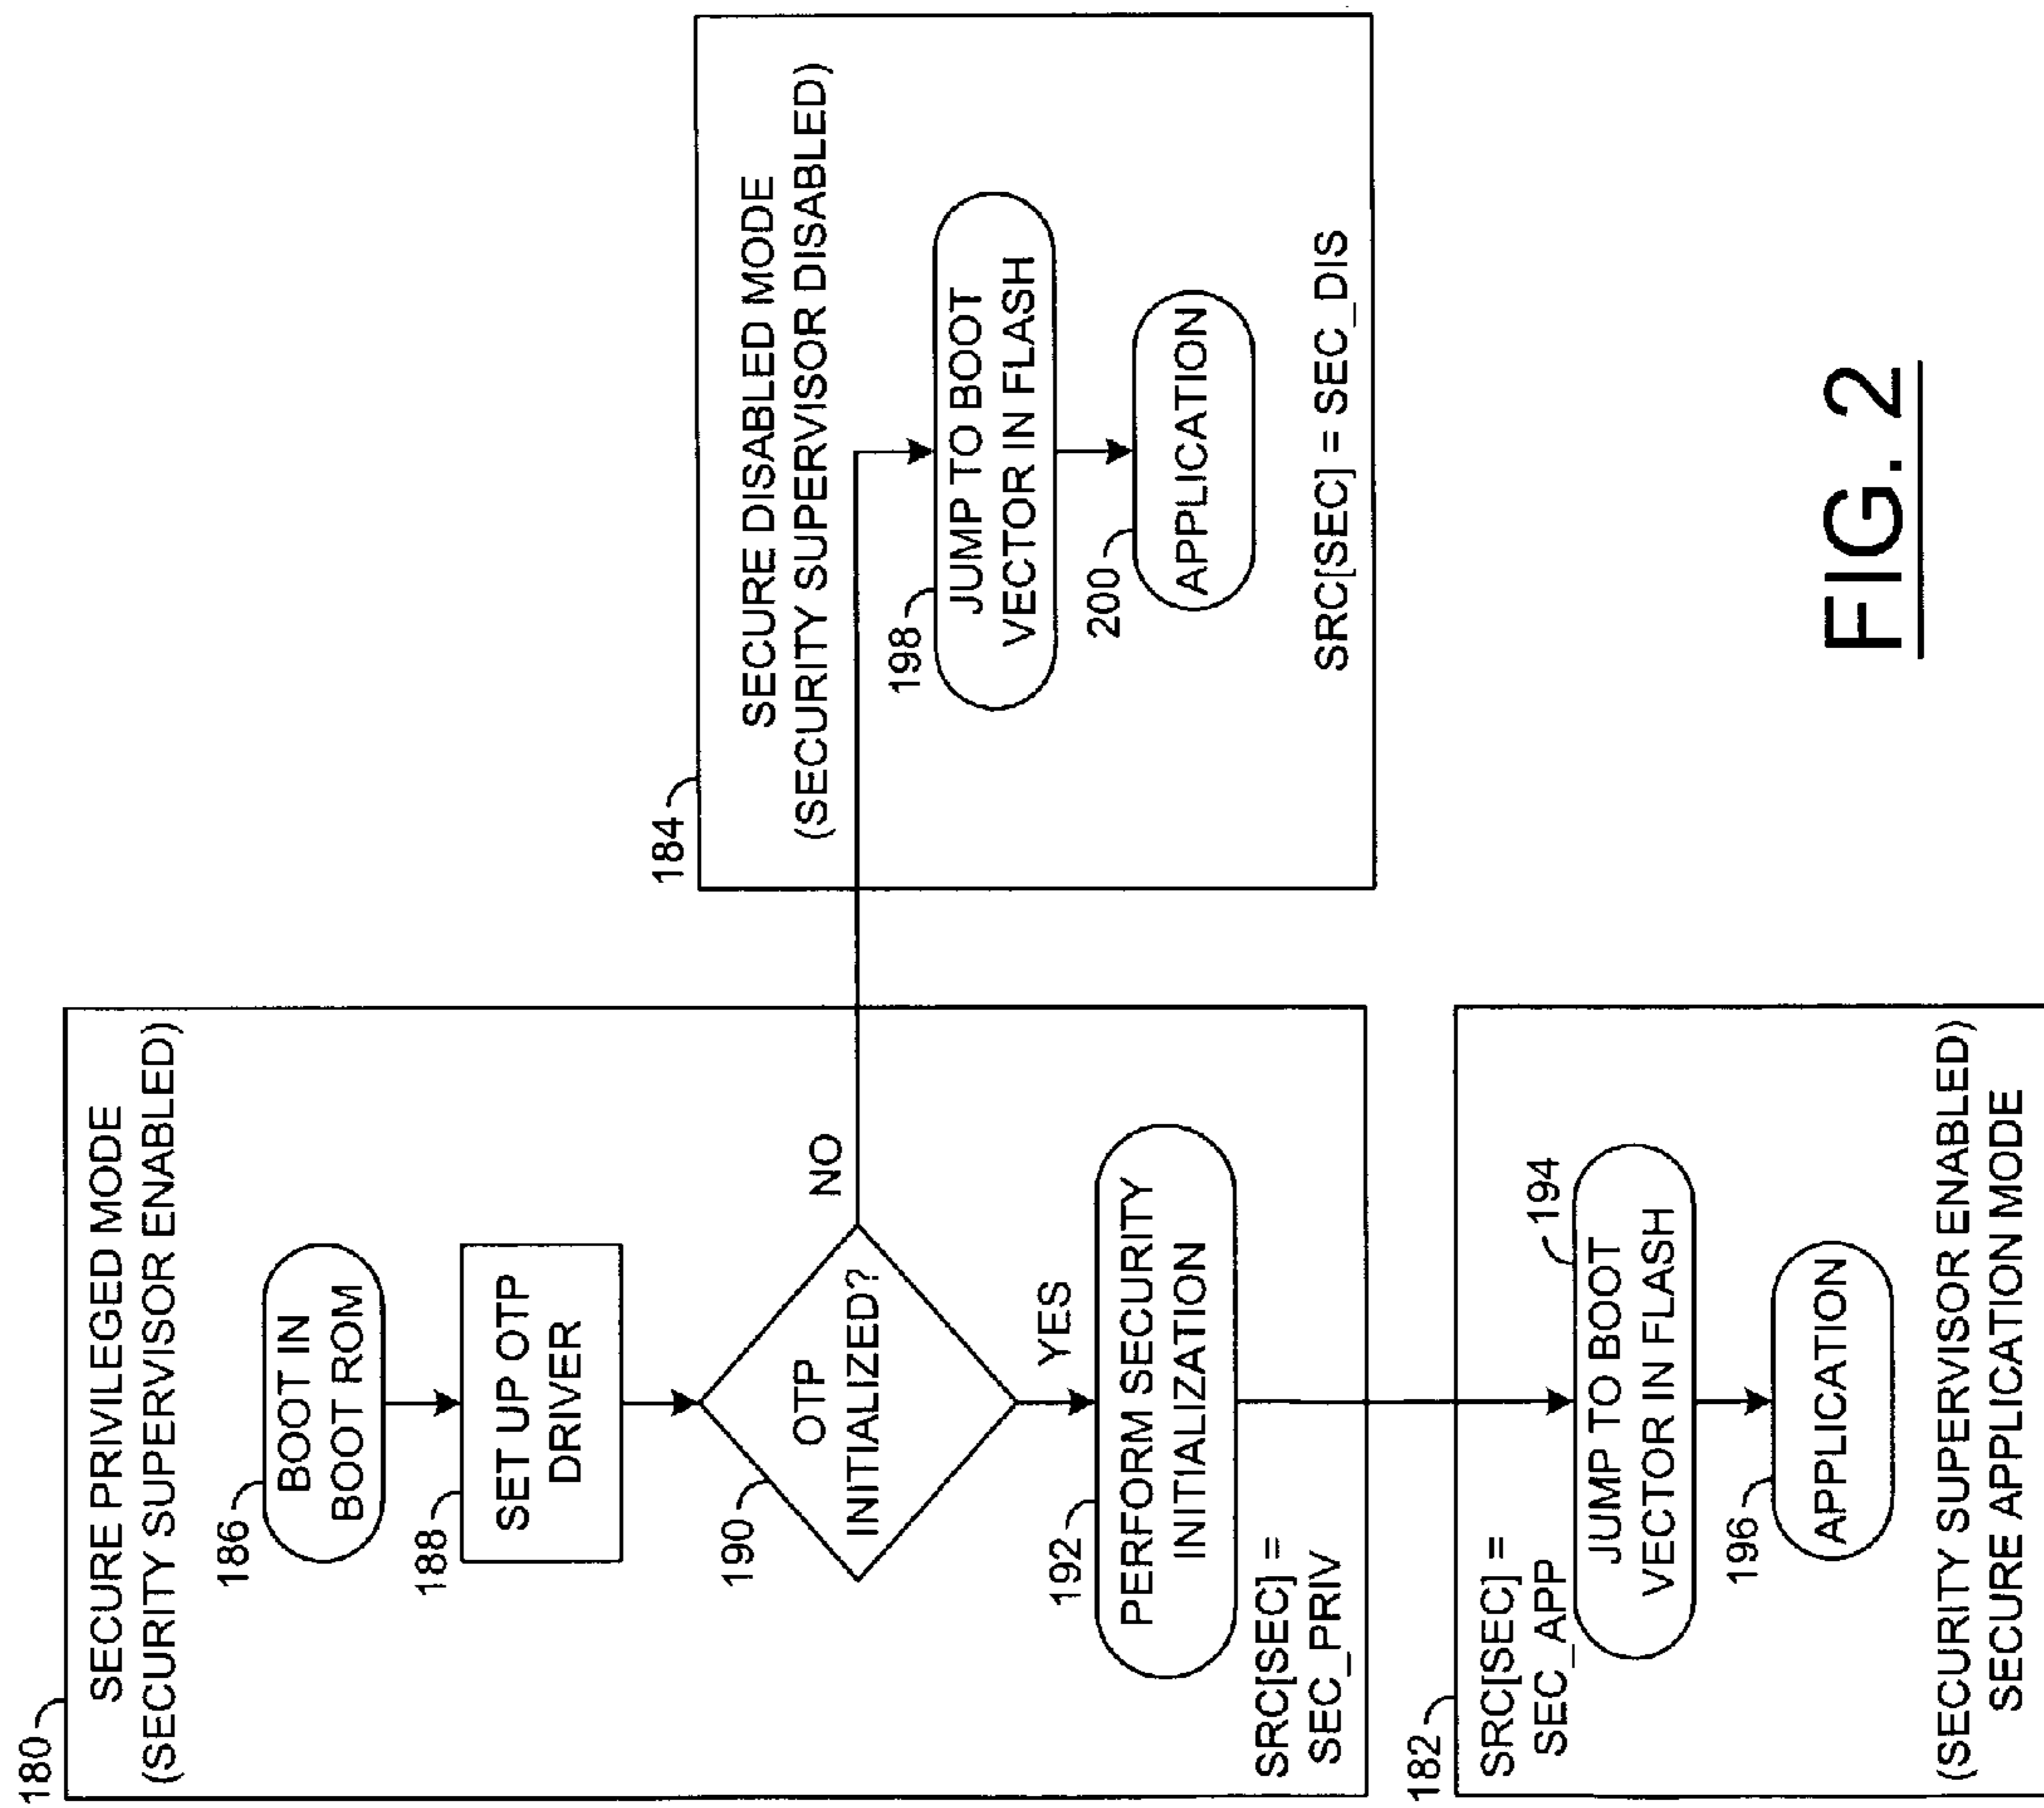 180
SECURE PRIVILEGED MODE
(SECURITY SUPERVISOR ENABLED)
186
BOOT IN
BOOT ROM
188
SET UP OTP
DRIVER
190
OTP
INITIALIZED?
NO
YES
192
PERFORM SECURITY
INITIALIZATION
SRC[SEC] =
SEC_PRIV
182
SRC[SEC] =
SEC_APP
194
JUMP TO BOOT
VECTOR IN FLASH
196
APPLICATION
(SECURITY SUPERVISOR ENABLED)
SECURE APPLICATION MODE
184
SECURE DISABLED MODE
(SECURITY SUPERVISOR DISABLED)
198
JUMP TO BOOT
VECTOR IN FLASH
200
APPLICATION
SRC[SEC] = SEC_DIS
FIG. 2